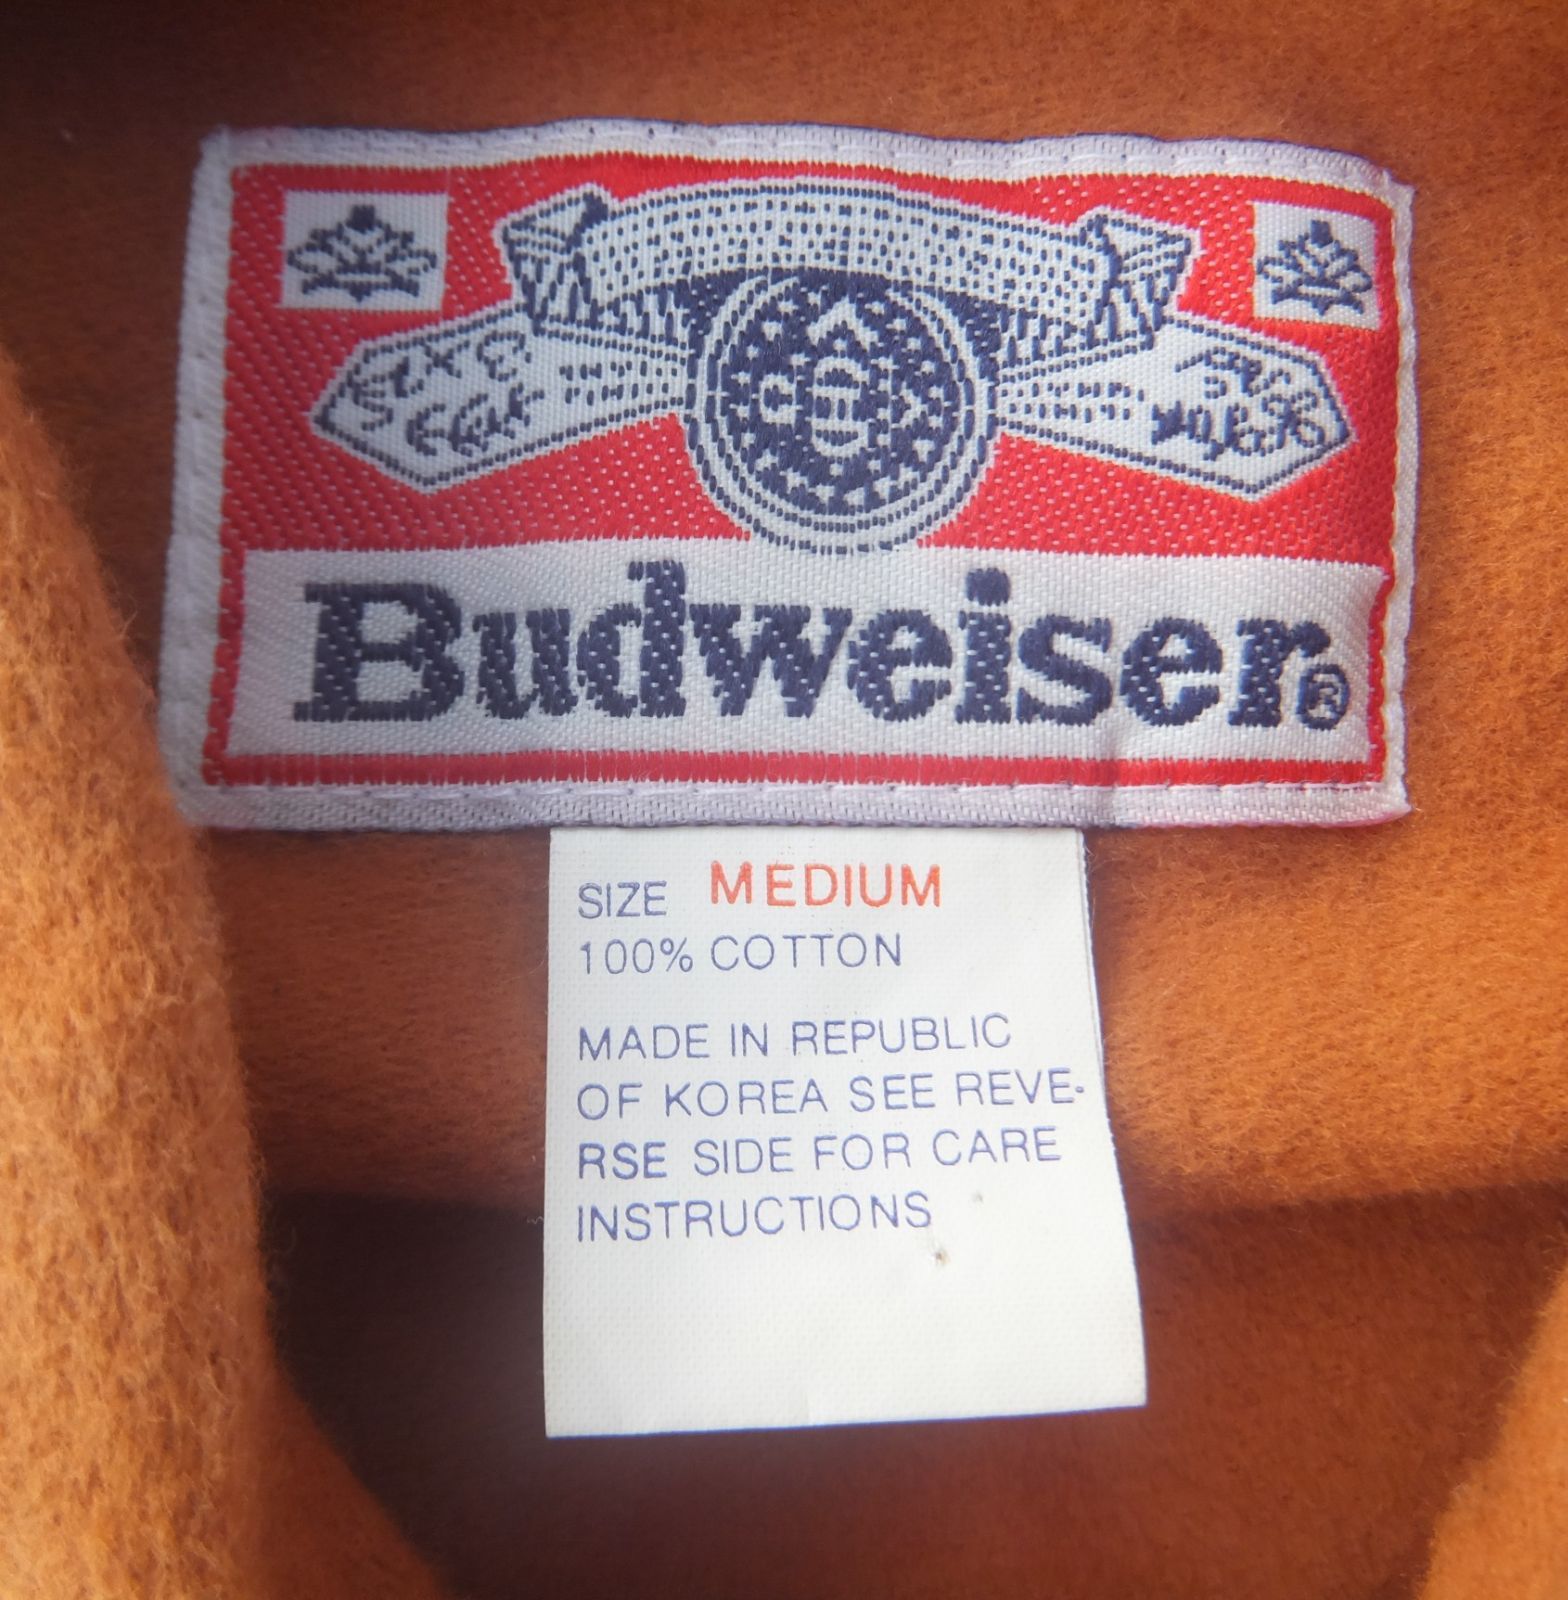 Budweiser®
SIZE MEDIUM
100% COTTON
MADE IN REPUBLIC
OF KOREA SEE REVE-
RSE SIDE FOR CARE
INSTRUCTIONS